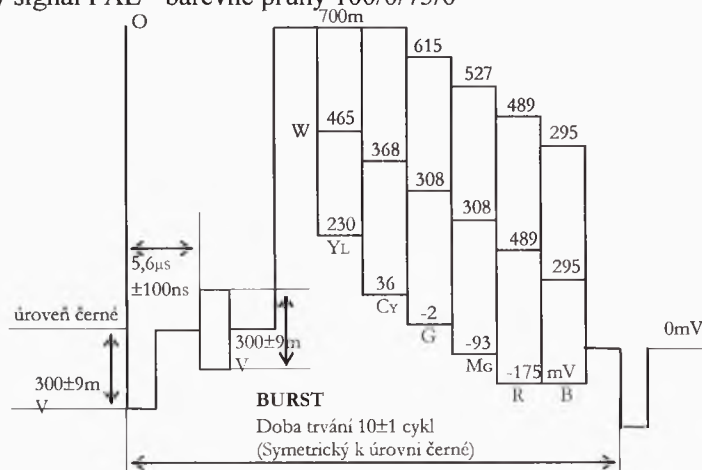 signál PAL - barevné pruhy 100/0/75/0
O
700m
615
527
489
295
W
465
368
308
308
489
295
230
YL
36
CY
-2
G
-93
MG
-175 mV
R
B
5,6µs
±100ns
úroveň černé
0mV
300±9m
V
300±9m
V
BURST
Doba trvání 10±1 cykl
(Symetrický k úrovni černé)